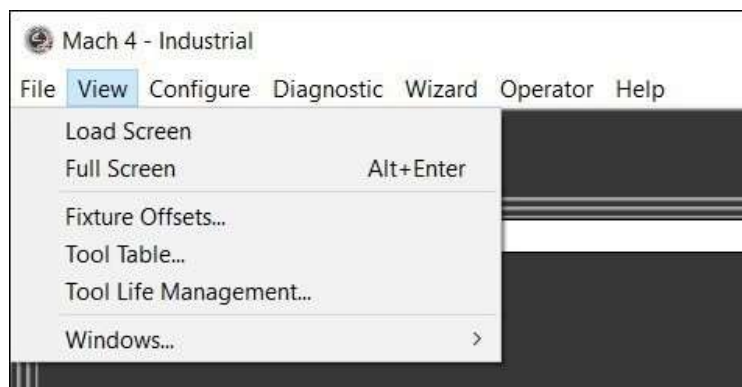 Mach 4 - Industrial
File View Configure Diagnostic Wizard Operator Help
Load Screen
Full Screen Alt+Enter
Fixture Offsets...
Tool Table...
Tool Life Management...
Windows...